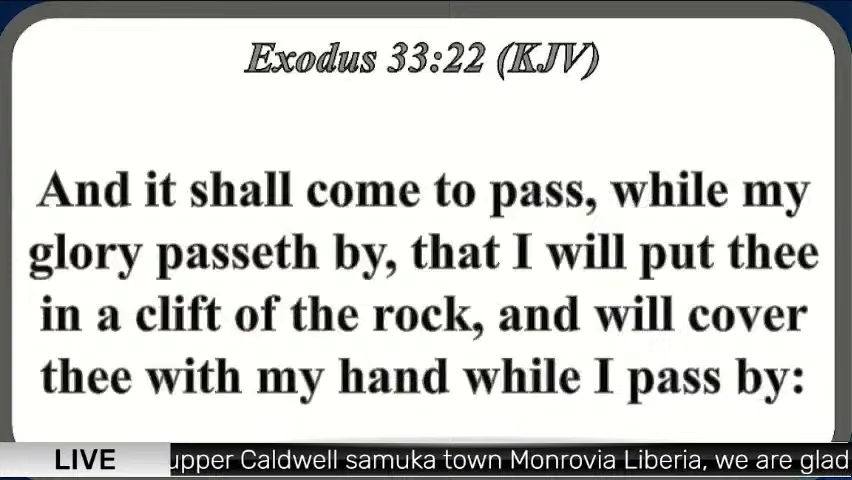 Exodus 33:22 (KJV)
And it shall come to pass, while my
glory passeth by, that I will put thee
in a clift of the rock, and will cover
thee with my hand while I pass by:
LIVE
upper Caldwell samuka town Monrovia Liberia, we are glad